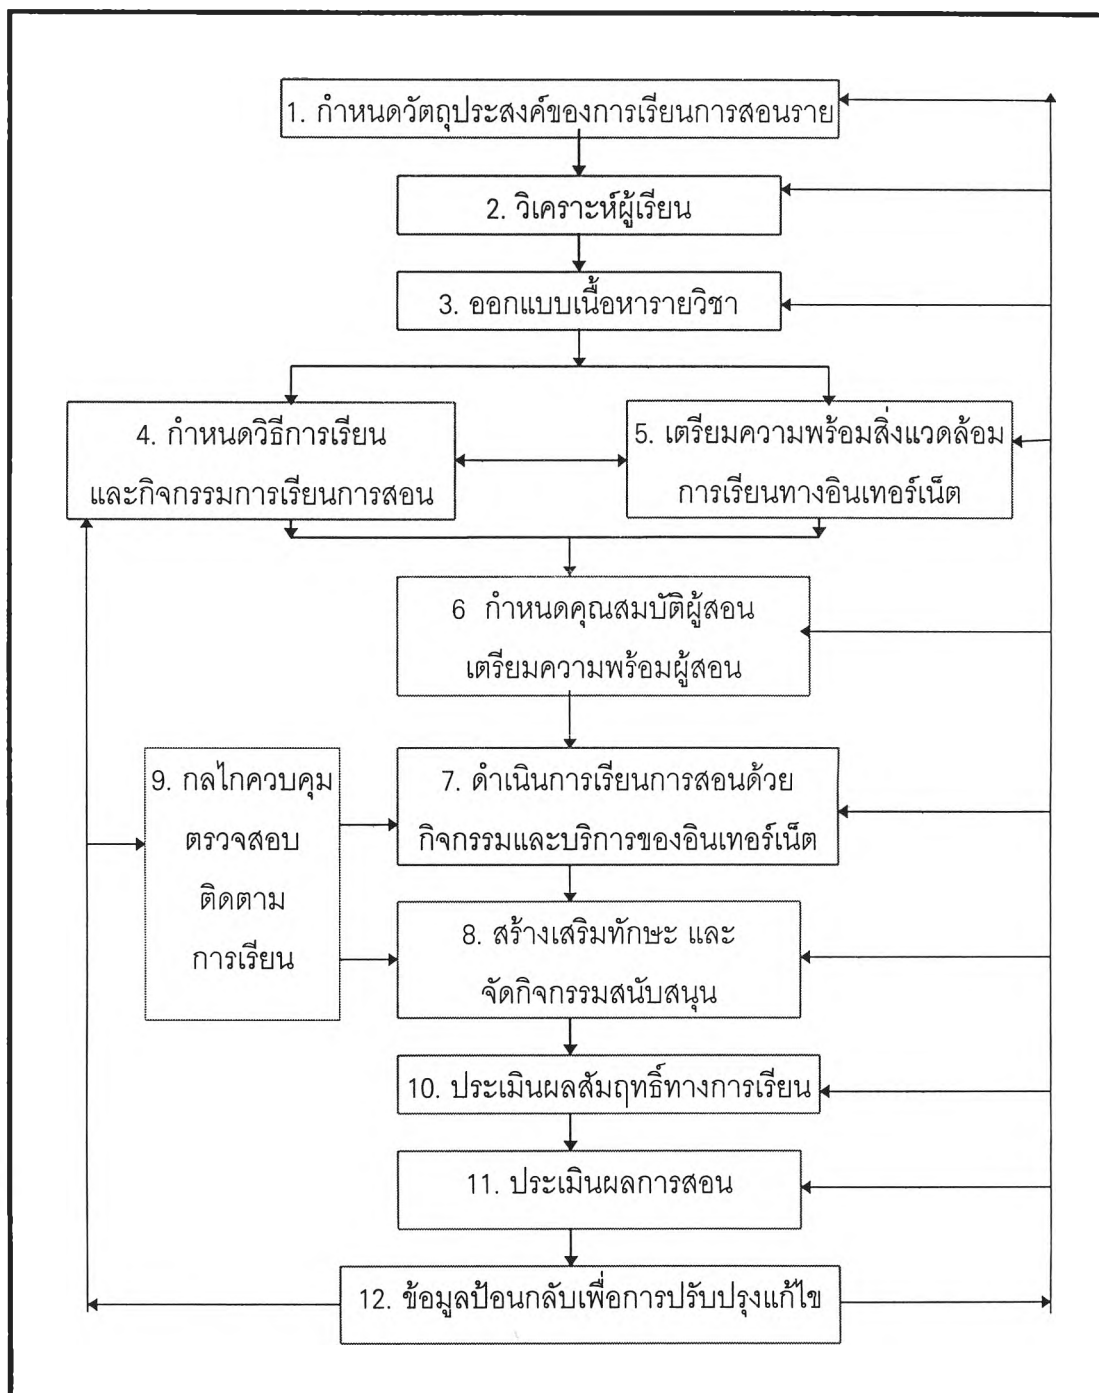 1. กำหนดวัตถุประสงค์ของการเรียนการสอนราย
2. วิเคราะห์ผู้เรียน
3. ออกแบบเนื้อหารายวิชา
4. กำหนดวิธีการเรียน
และกิจกรรมการเรียนการสอน
5. เตรียมความพร้อมสิ่งแวดล้อม
การเรียนทางอินเทอร์เน็ต
6 กำหนดคุณสมบัติผู้สอน
เตรียมความพร้อมผู้สอน
7. ดำเนินการเรียนการสอนด้วย
กิจกรรมและบริการของอินเทอร์เน็ต
9. กลไกควบคุม
ตรวจสอบ
ติดตาม
การเรียน
8. สร้างเสริมทักษะ และ
จัดกิจกรรมสนับสนุน
10. ประเมินผลสัมฤทธิ์ทางการเรียน
11. ประเมินผลการสอน
12. ข้อมูลป้อนกลับเพื่อการปรับปรุงแก้ไข